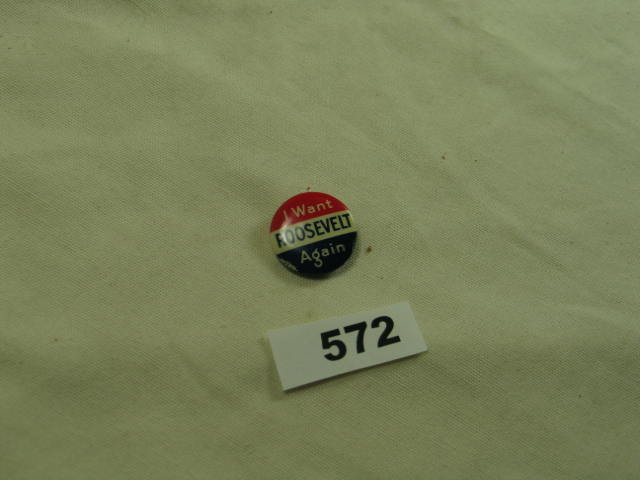 I Want
ROOSEVELT
Again
572